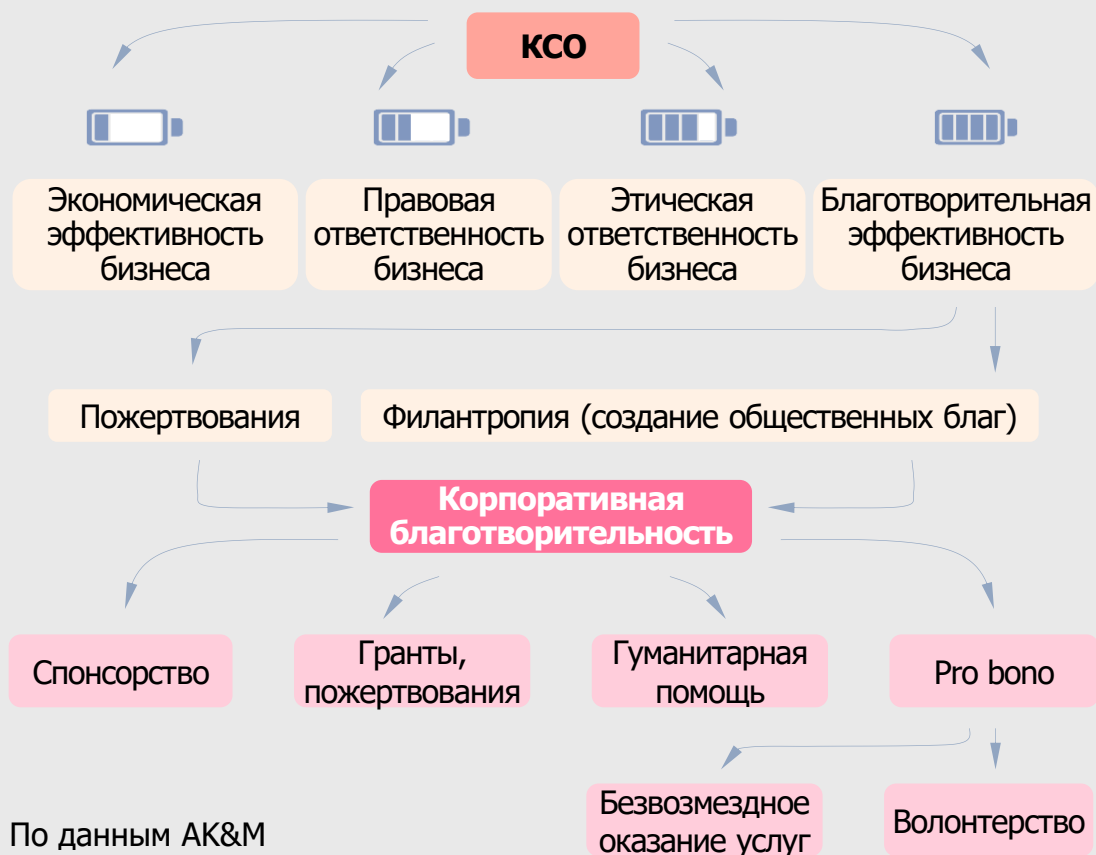 КСО
Экономическая
эффективность
бизнеса
Правовая
ответственность
бизнеса
Этическая
ответственность
бизнеса
Благотворительная
эффективность
бизнеса
Пожертвования
Филантропия (создание общественных благ)
Корпоративная
благотворительность
Спонсорство
Гранты,
пожертвования
Гуманитарная
помощь
Pro bono
Безвозмездное
оказание услуг
Волонтерство
По данным AK&M